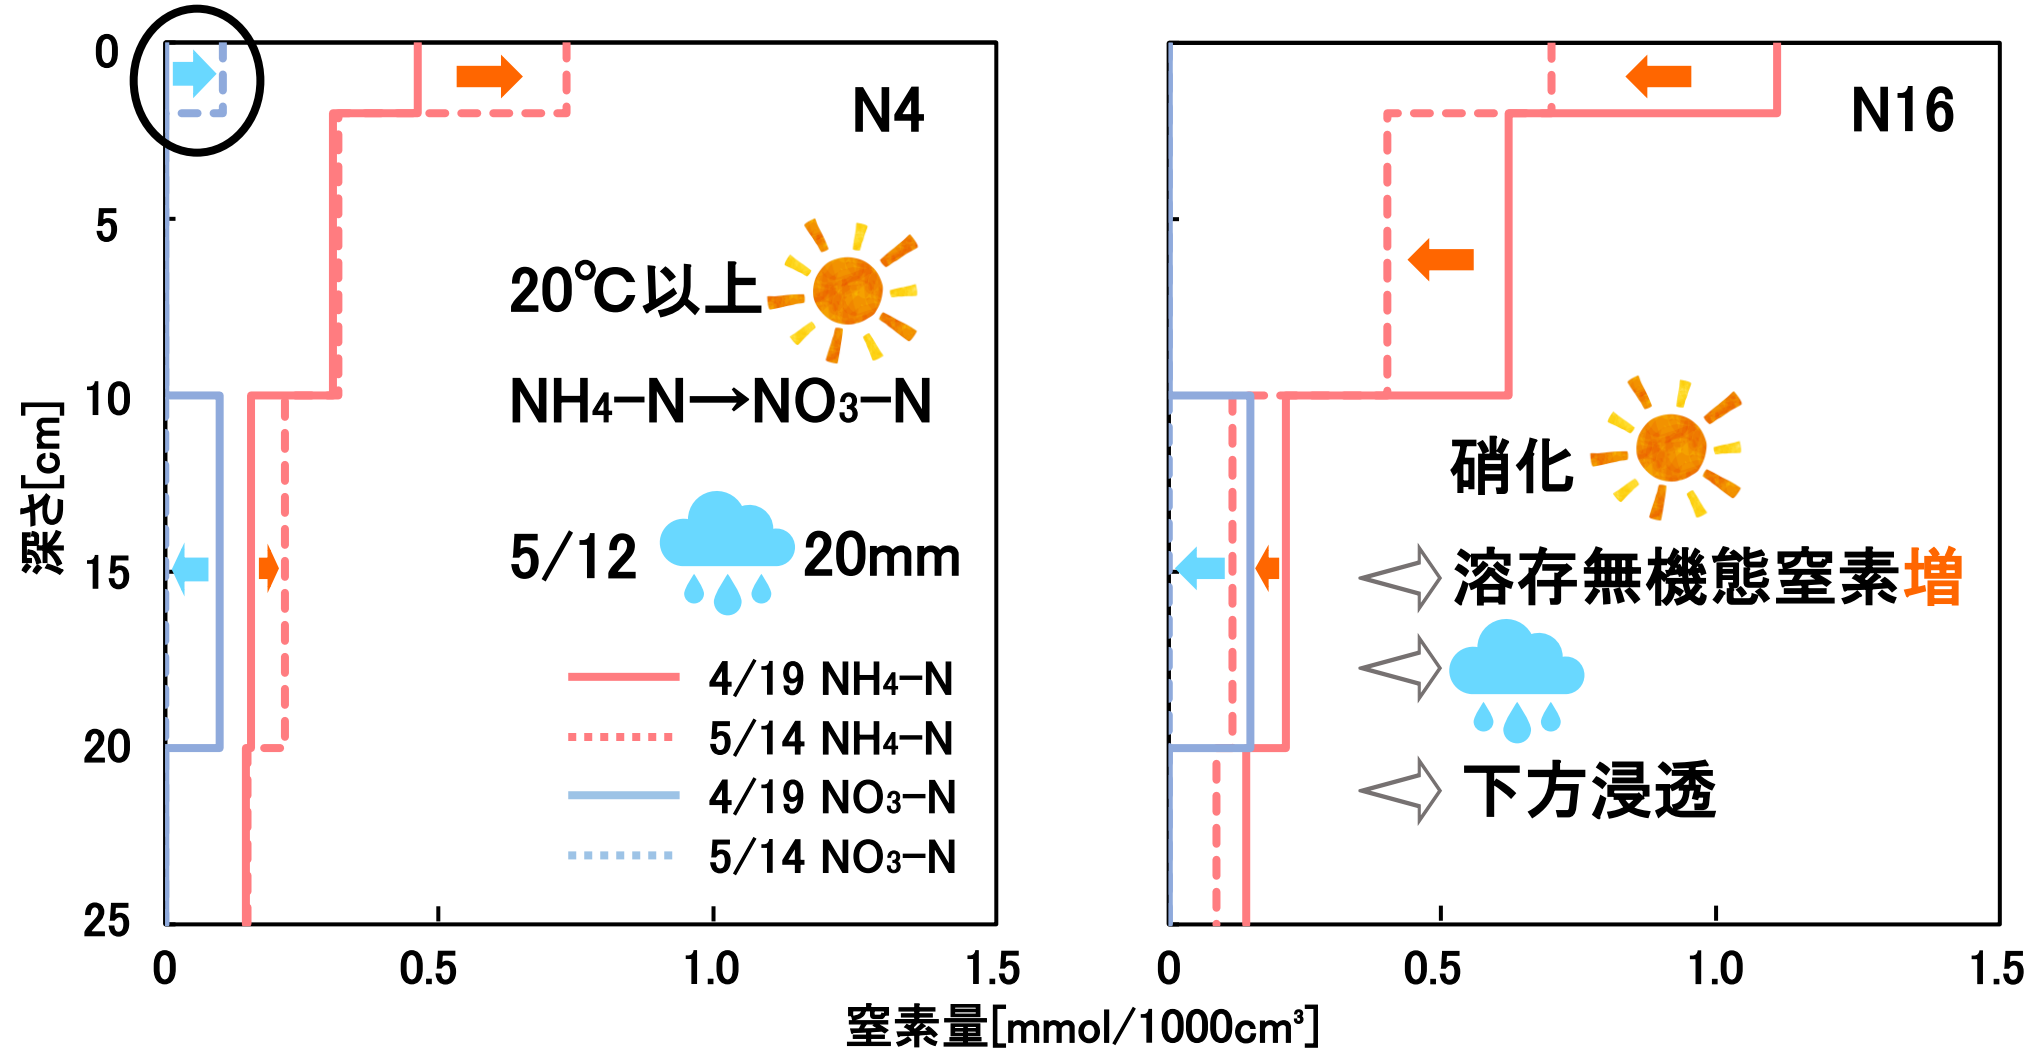 0
5
10
15
20
25
深さ[cm]
N4
20℃以上
NH₄−N→NO₃−N
5/12
20mm
4/19 NH₄−N
5/14 NH₄−N
4/19 NO₃−N
5/14 NO₃−N
0
0.5
1.0
1.5
N16
硝化
溶存無機態窒素増
下方浸透
0
0.5
1.0
1.5
窒素量[mmol/1000cm³]